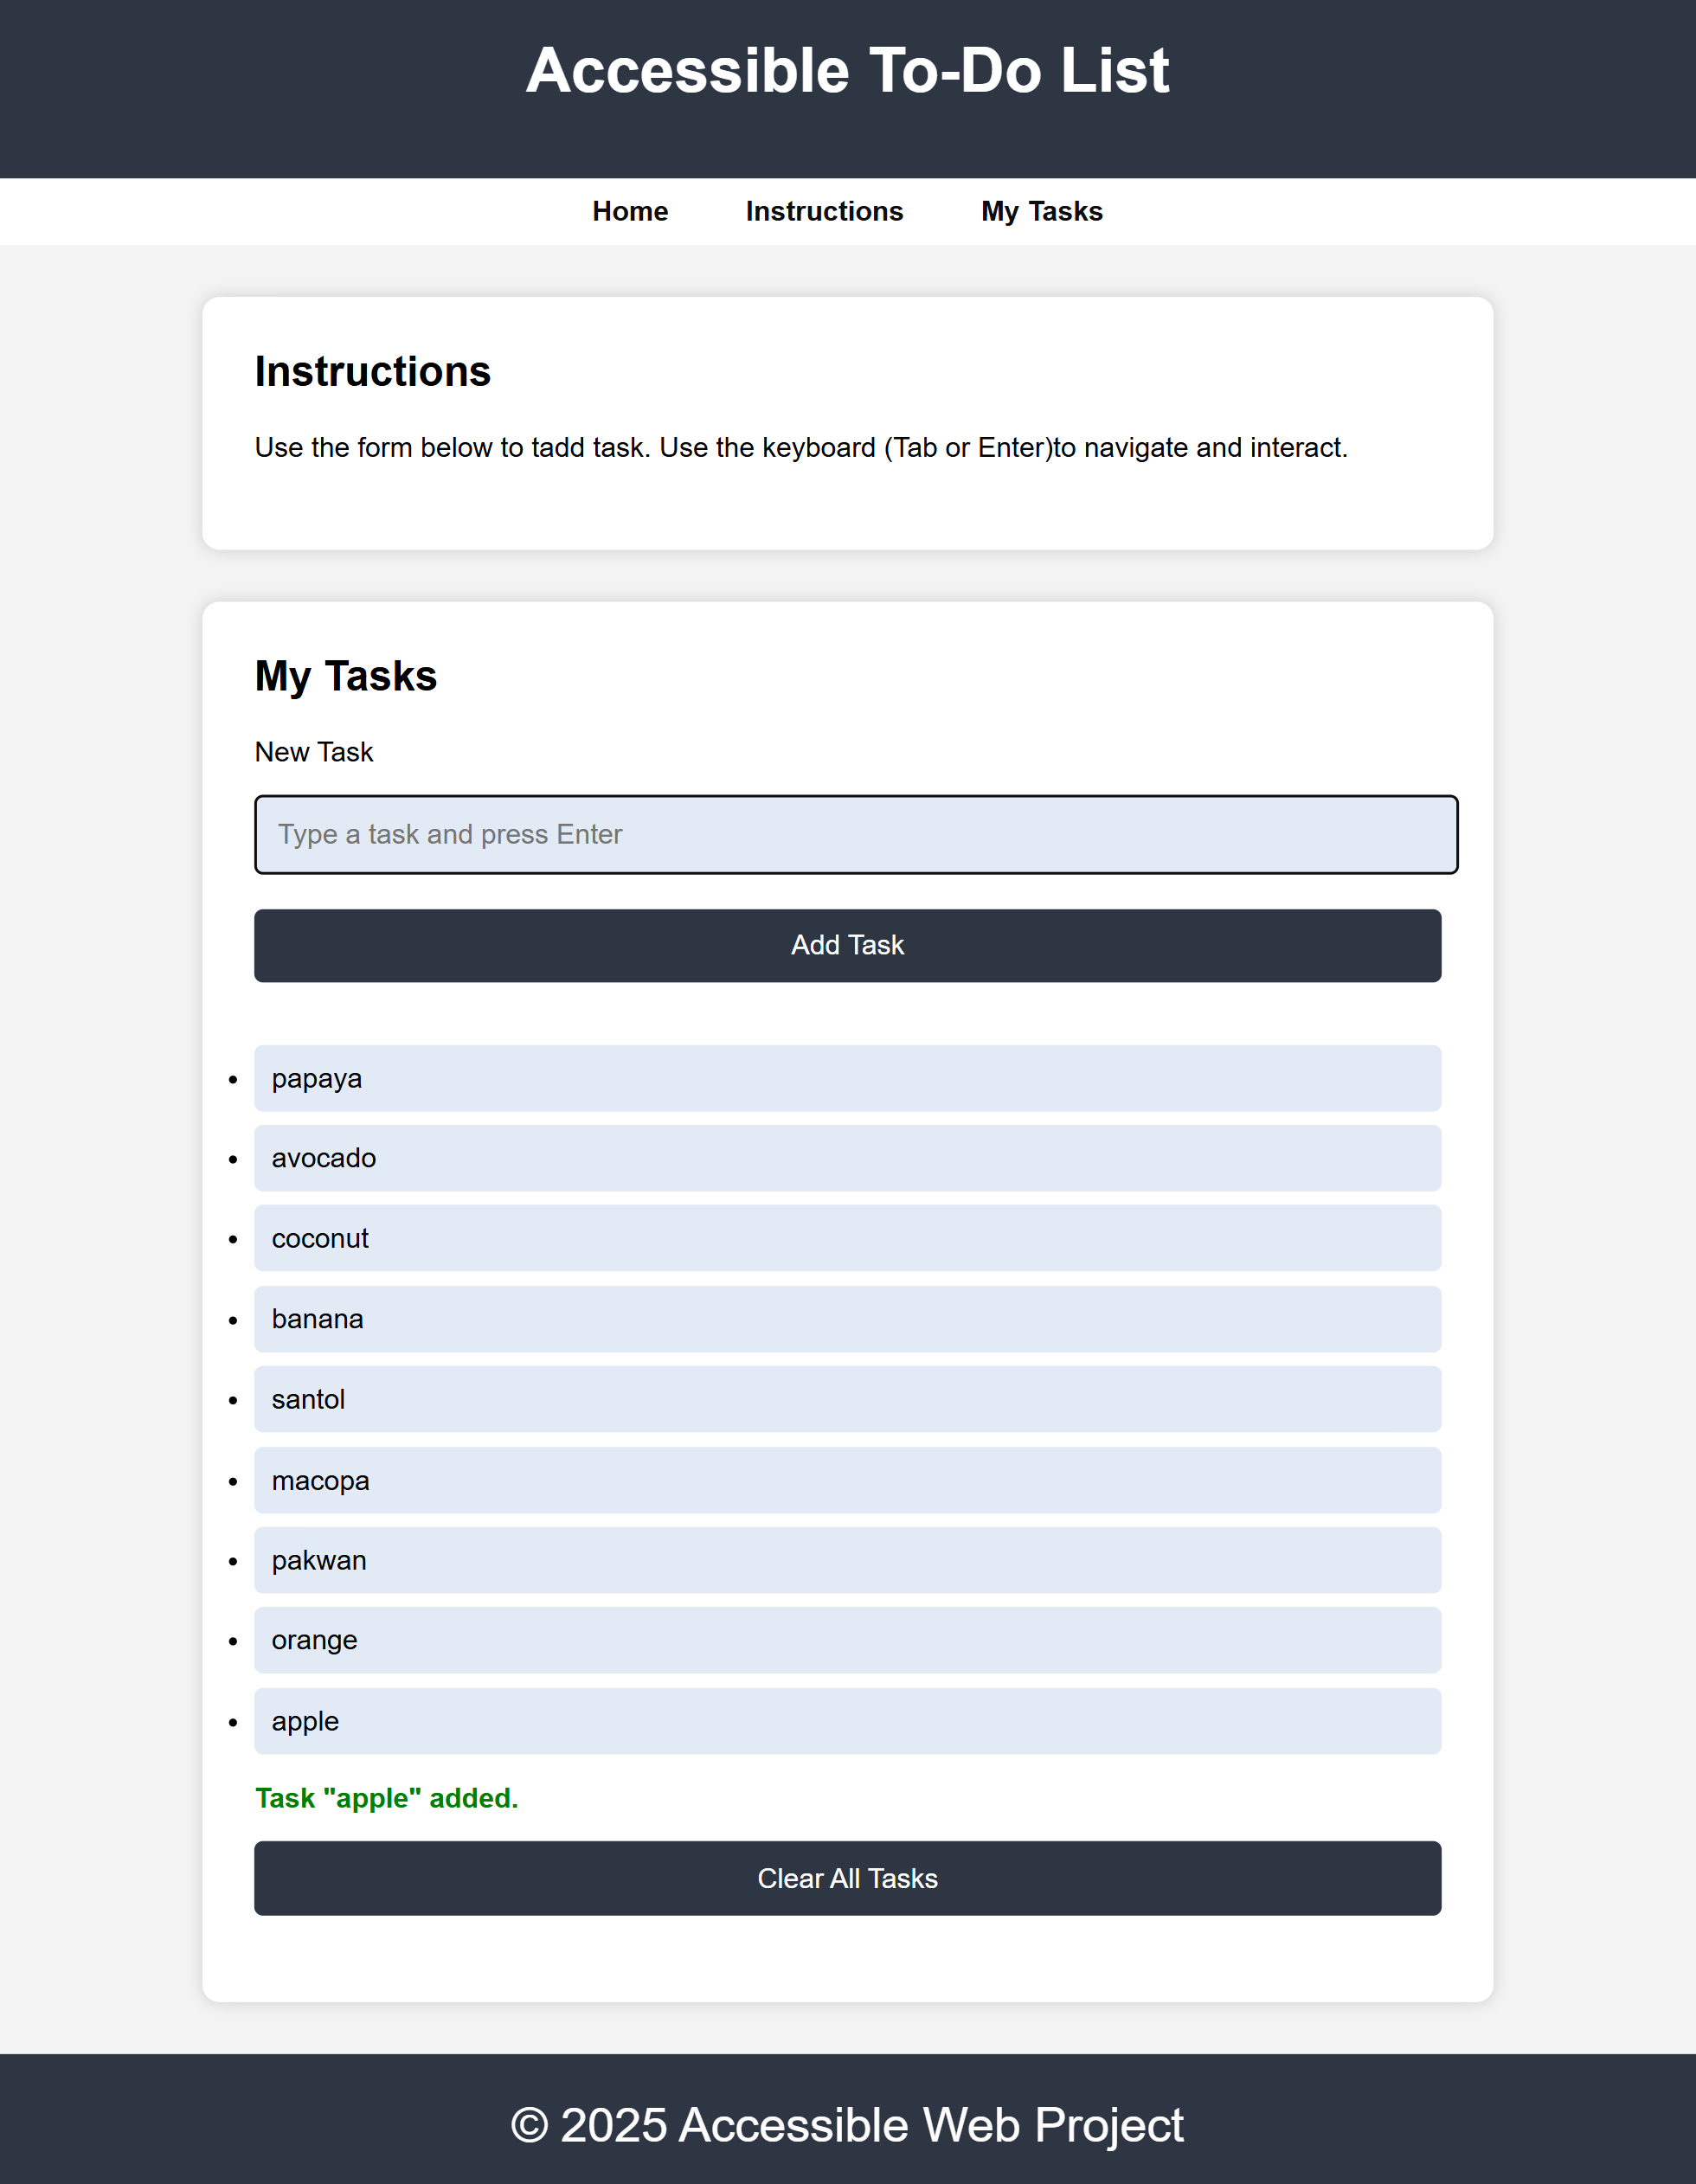 Accessible To-Do List
Home Instructions My Tasks
Instructions
Use the form below to tadd task. Use the keyboard (Tab or Enter)to navigate and interact.
My Tasks
New Task
Type a task and press Enter
Add Task
• papaya
• avocado
• coconut
• banana
• santol
• macopa
• pakwan
• orange
• apple
Task "apple" added.
Clear All Tasks
© 2025 Accessible Web Project